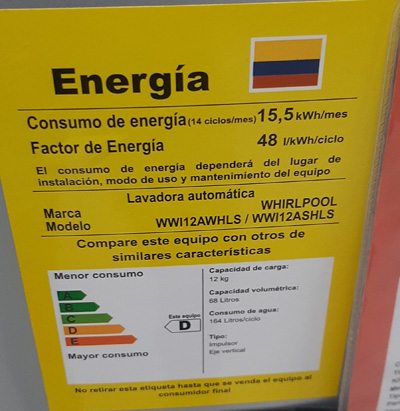 Energía
Consumo de energía(14 ciclos/mes)15,5kWh/mes
Factor de Energía 48 l/kWh/ciclo
El consumo de energía dependerá del lugar de
instalación, modo de uso y mantenimiento del equipo
Lavadora automática
Marca WHIRLPOOL
Modelo WWI12AWHLS / WWI12ASHLS
Compare este equipo con otros de
similares características
Menor consumo
A
B
C
D
E
Mayor consumo
Este equipo
D
Capacidad de carga:
12 kg
Capacidad volumétrica:
68 Litros
Consumo de agua:
164 Litros/ciclo
Tipo:
Impulsor
Eje vertical
No retirar esta etiqueta hasta que se venda el equipo al
consumidor final